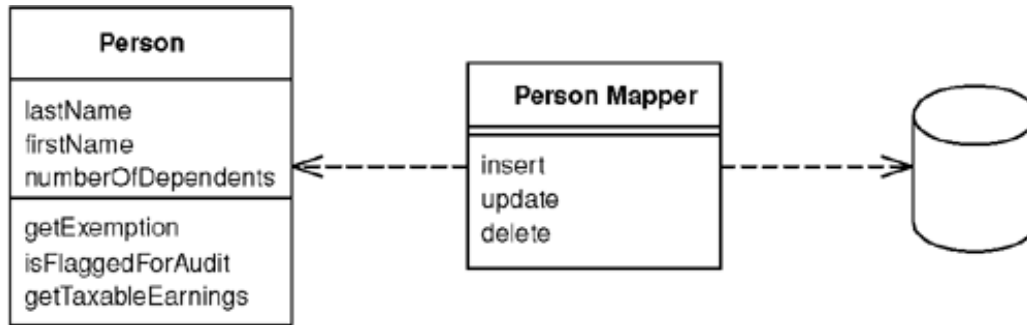 Person
lastName
firstName
numberOfDependents
getExemption
isFlaggedForAudit
getTaxableEarnings
Person Mapper
insert
update
delete